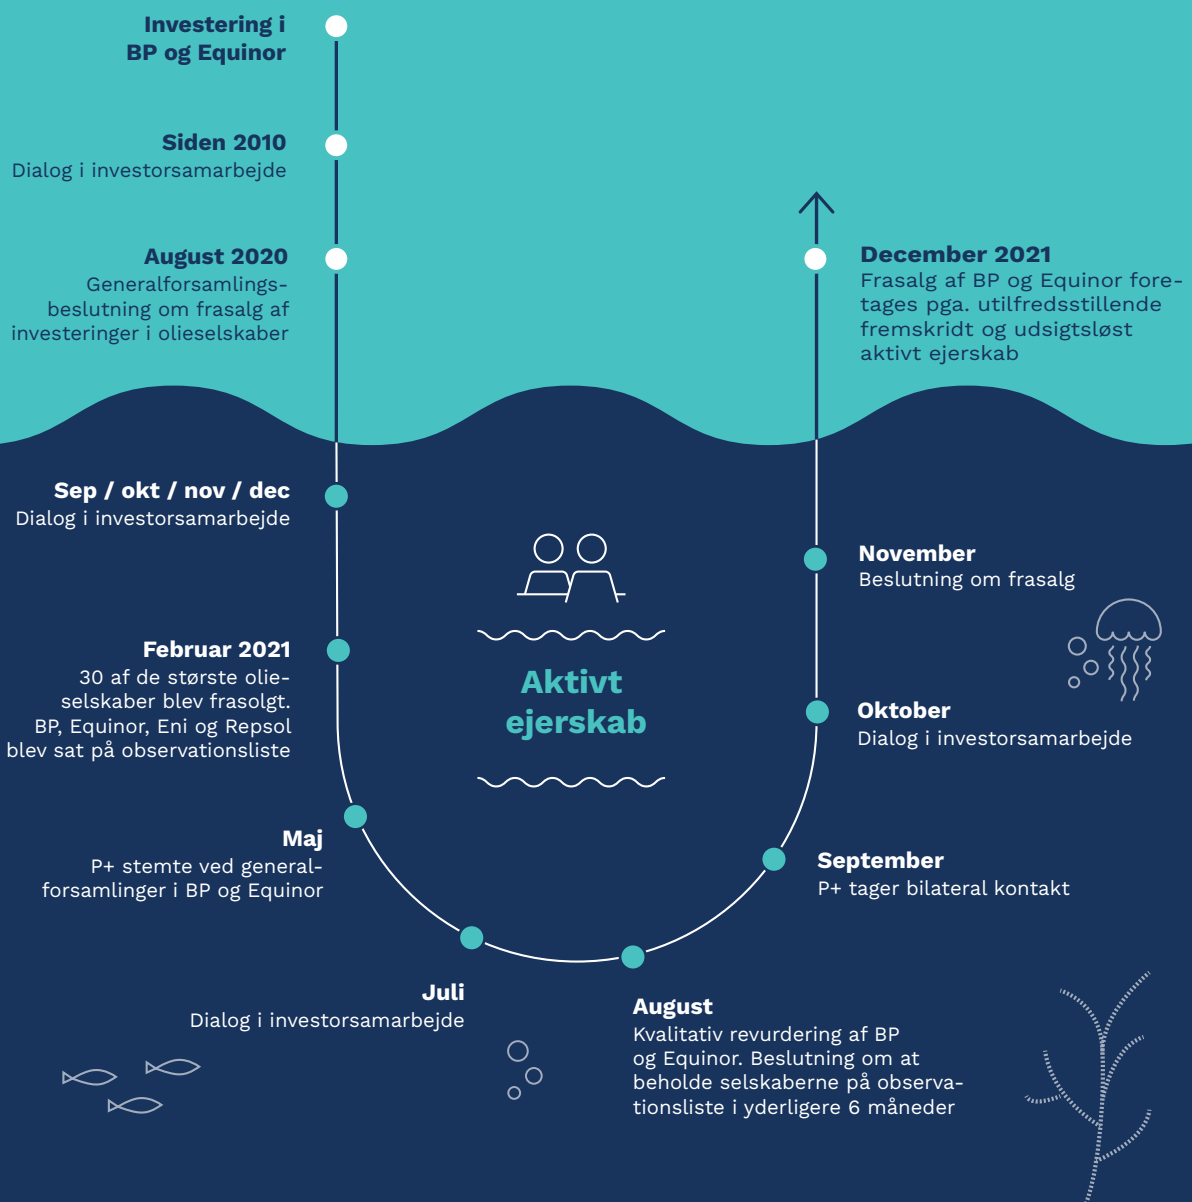 Investering i
BP og Equinor
Siden 2010
Dialog i investorsamarbejde
August 2020
Generalforsamlings-
beslutning om frasalg af
investeringer i olieselskaber
Sep / okt / nov / dec
Dialog i investorsamarbejde
Februar 2021
30 af de største olie-
selskaber blev frasolgt.
BP, Equinor, Eni og Repsol
blev sat på observationsliste
Maj
P+ stemte ved general-
forsamlinger i BP og Equinor
Juli
Dialog i investorsamarbejde
Aktivt
ejerskab
August
Kvalitativ revurdering af BP
og Equinor. Beslutning om at
beholde selskaberne på observa-
tionsliste i yderligere 6 måneder
September
P+ tager bilateral kontakt
Oktober
Dialog i investorsamarbejde
November
Beslutning om frasalg
December 2021
Frasalg af BP og Equinor fore-
tages pga. utilfredsstillende
fremskridt og udsigtsløst
aktivt ejerskab